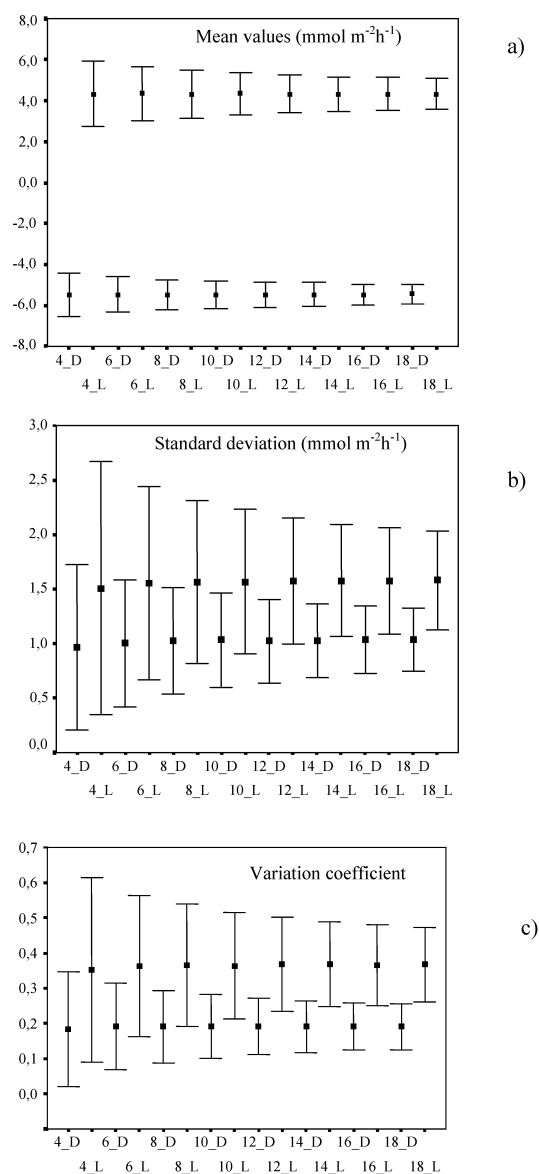 8,0
Mean values (mmol m⁻²h⁻¹)
a)
6,0
4,0
2,0
0,0
-2,0
-4,0
-6,0
-8,0
4_D 6_D 8_D 10_D 12_D 14_D 16_D 18_D
4_L 6_L 8_L 10_L 12_L 14_L 16_L 18_L
3,0
Standard deviation (mmol m⁻²h⁻¹)
b)
2,5
2,0
1,5
1,0
0,5
0,0
4_D 6_D 8_D 10_D 12_D 14_D 16_D 18_D
4_L 6_L 8_L 10_L 12_L 14_L 16_L 18_L
0,7
Variation coefficient
c)
0,6
0,5
0,4
0,3
0,2
0,1
0,0
4_D 6_D 8_D 10_D 12_D 14_D 16_D 18_D
4_L 6_L 8_L 10_L 12_L 14_L 16_L 18_L